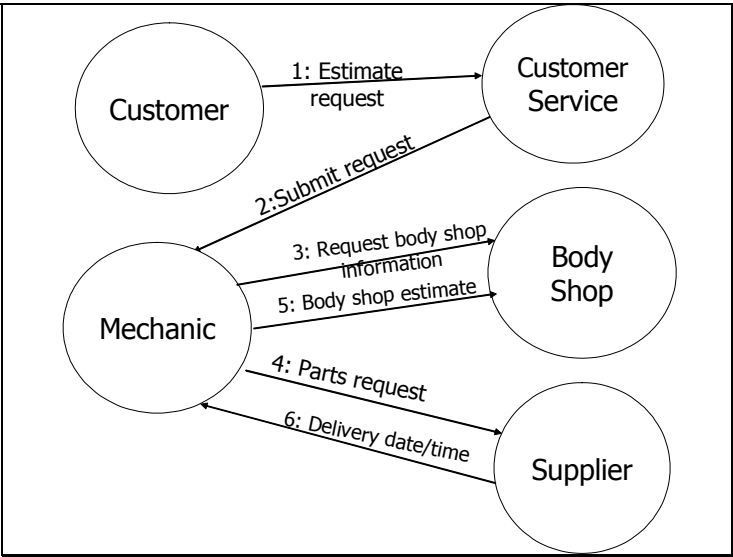 Customer
1: Estimate
request
Customer
Service
2:Submit request
3: Request body shop
information
Body
Shop
5: Body shop estimate
Mechanic
4: Parts request
6: Delivery date/time
Supplier